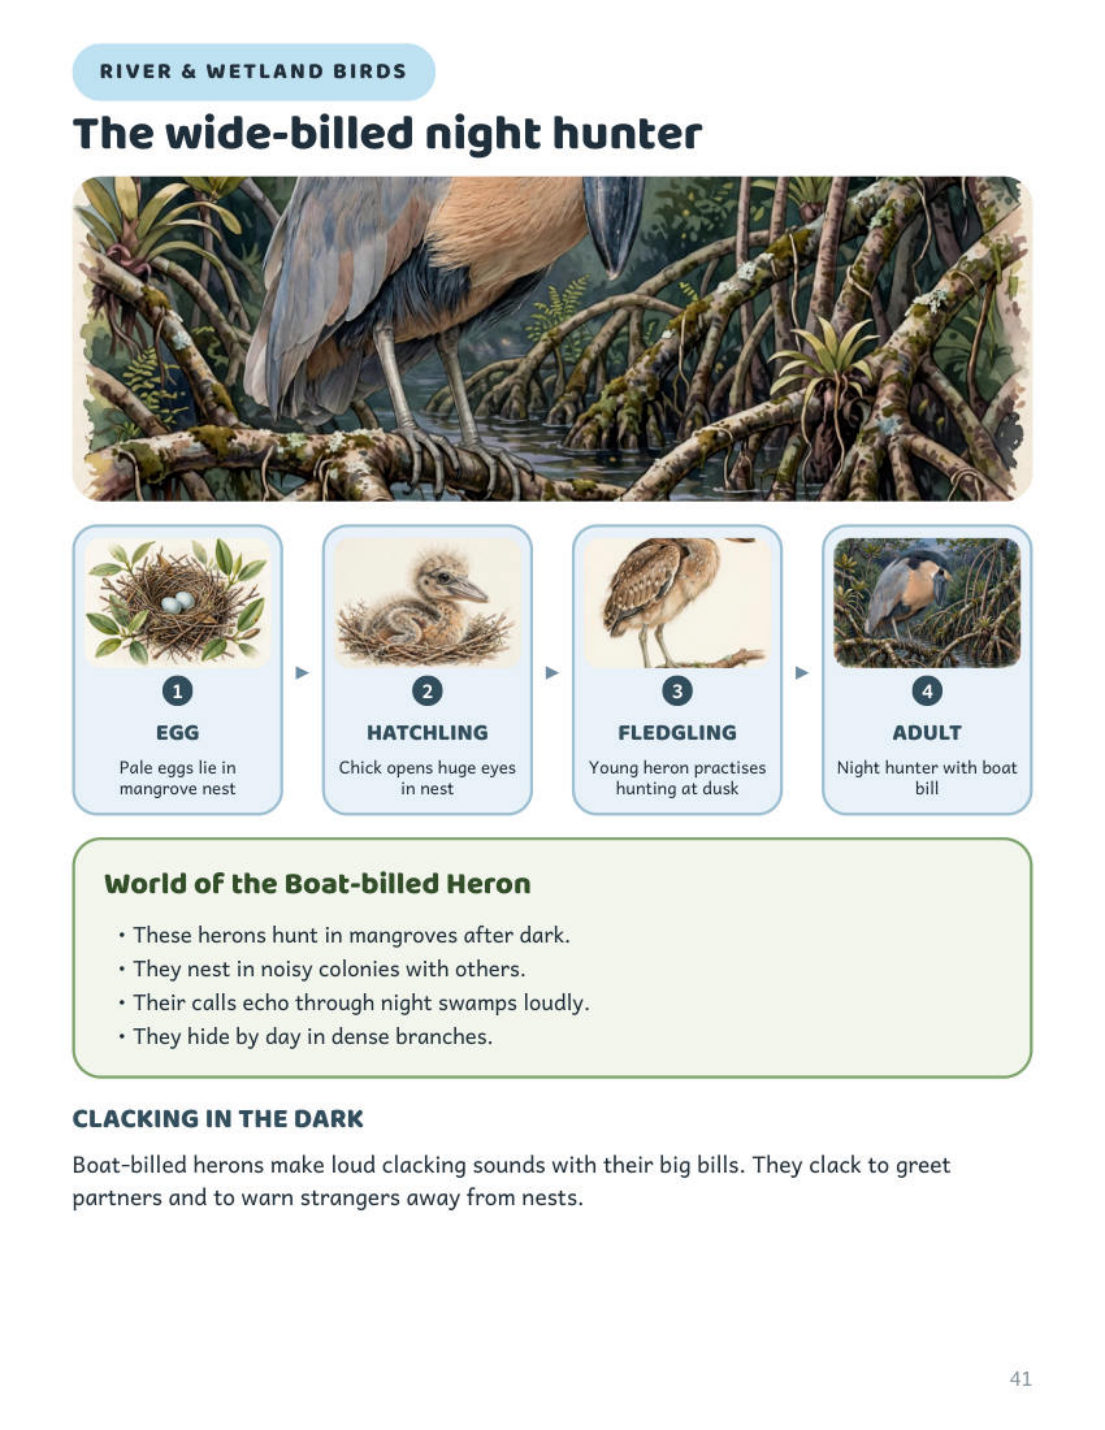 RIVER & WETLAND BIRDS
The wide-billed night hunter
1
EGG
Pale eggs lie in
mangrove nest
2
HATCHLING
Chick opens huge eyes
in nest
3
FLEDGLING
Young heron practises
hunting at dusk
4
ADULT
Night hunter with boat
bill
World of the Boat-billed Heron
• These herons hunt in mangroves after dark.
• They nest in noisy colonies with others.
• Their calls echo through night swamps loudly.
• They hide by day in dense branches.
CLACKING IN THE DARK
Boat-billed herons make loud clacking sounds with their big bills. They clack to greet
partners and to warn strangers away from nests.
41